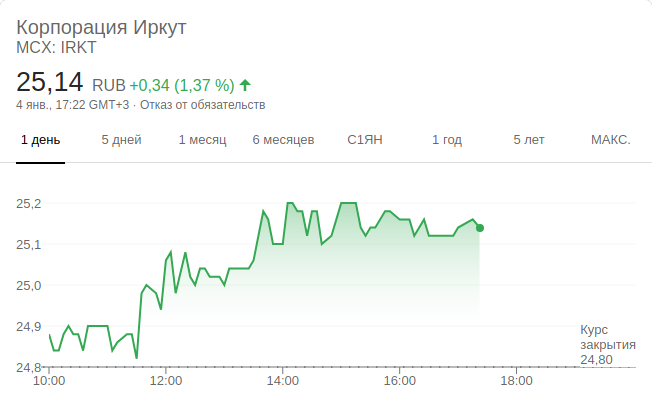 Корпорация Иркут
MCX: IRKT
25,14 RUB +0,34 (1,37 %)
4 янв., 17:22 GMT+3 · Отказ от обязательств
1 день 5 дней 1 месяц 6 месяцев С1ЯН 1 год 5 лет МАКС.
25,2
25,1
25,0
24,9
24,8
Курс
закрытия
24,80
10:00 12:00 14:00 16:00 18:00